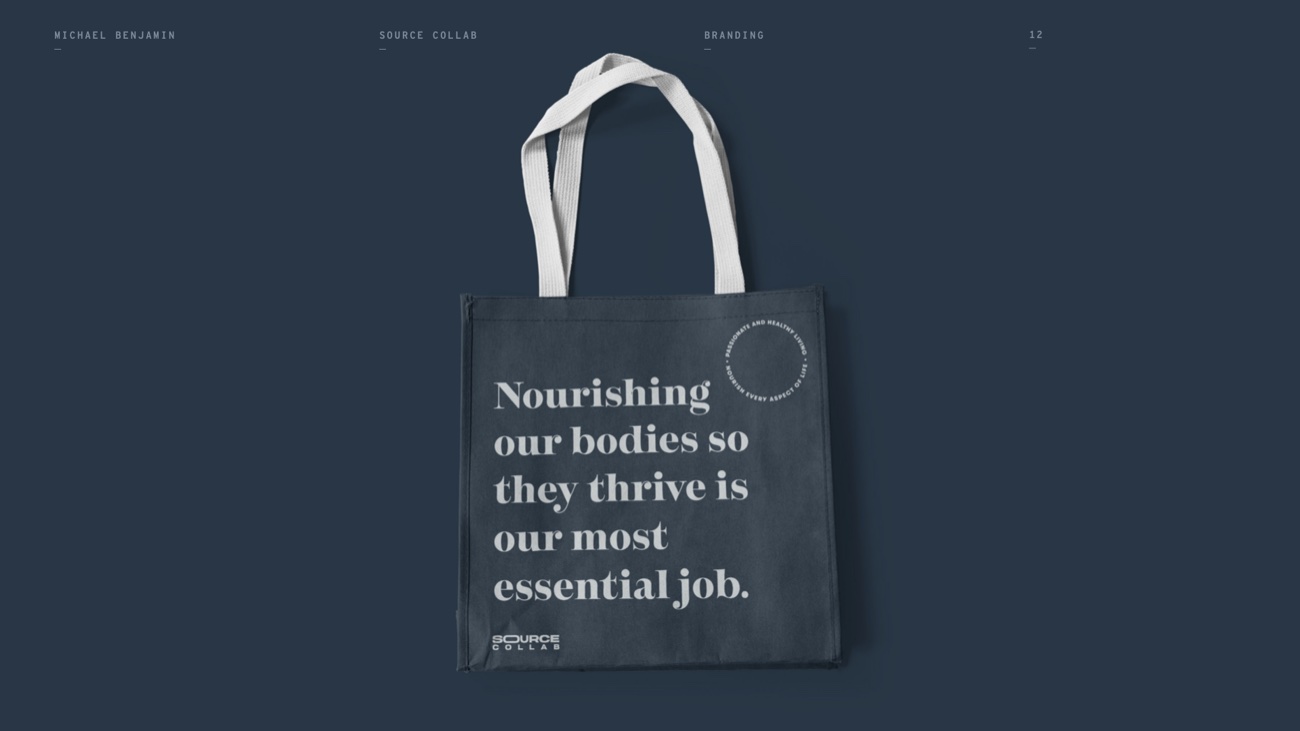 MICHAEL BENJAMIN
SOURCE COLLAB
BRANDING
12
PASSIONATE AND HEALTHY LIVING •
NOURISH EVERY ASPECT OF LIFE •
Nourishing
our bodies so
they thrive is
our most
essential job.
SOURCE
COLLAB